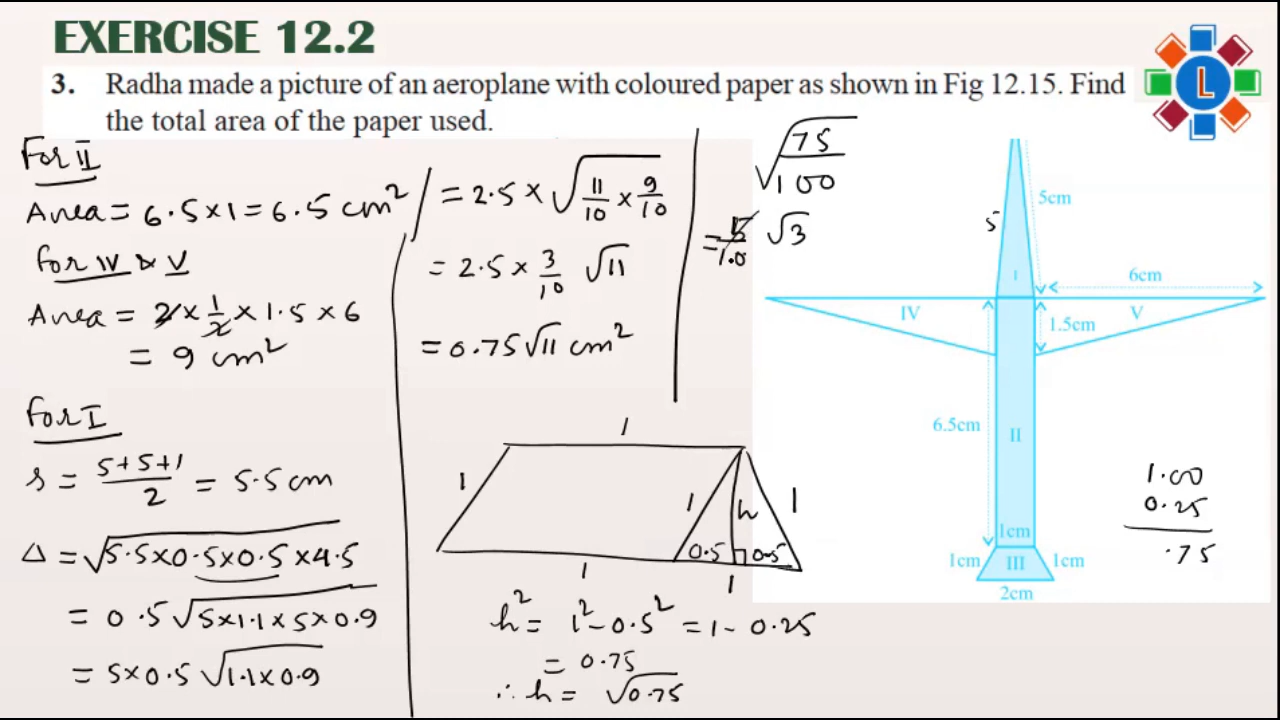 EXERCISE 12.2
3. Radha made a picture of an aeroplane with coloured paper as shown in Fig 12.15. Find
the total area of the paper used.
For II
Area = 6.5 × 1 = 6.5 cm²
For IV & V
Area = 2 × 1/2 × 1.5 × 6
= 9 cm²
For I
s = (5+5+1)/2 = 5.5 cm
Δ = √(5.5×0.5×0.5×4.5)
= 0.5 √(5×1.1×5×0.9)
= 5×0.5 √(1.1×0.9)
= 2.5 × √(11/10 × 9/10)
= 2.5 × 3/10 √11
= 0.75 √11 cm²
1
1
1
h
1
0.5
0.5
1
1
h² = 1² - 0.5² = 1 - 0.25
= 0.75
∴ h = √0.75
√(75/100)
= 5/10 √3
L
5cm
5
I
6cm
IV
V
1.5cm
6.5cm
II
1cm
1cm
III
1cm
2cm
1.00
0.25
.75